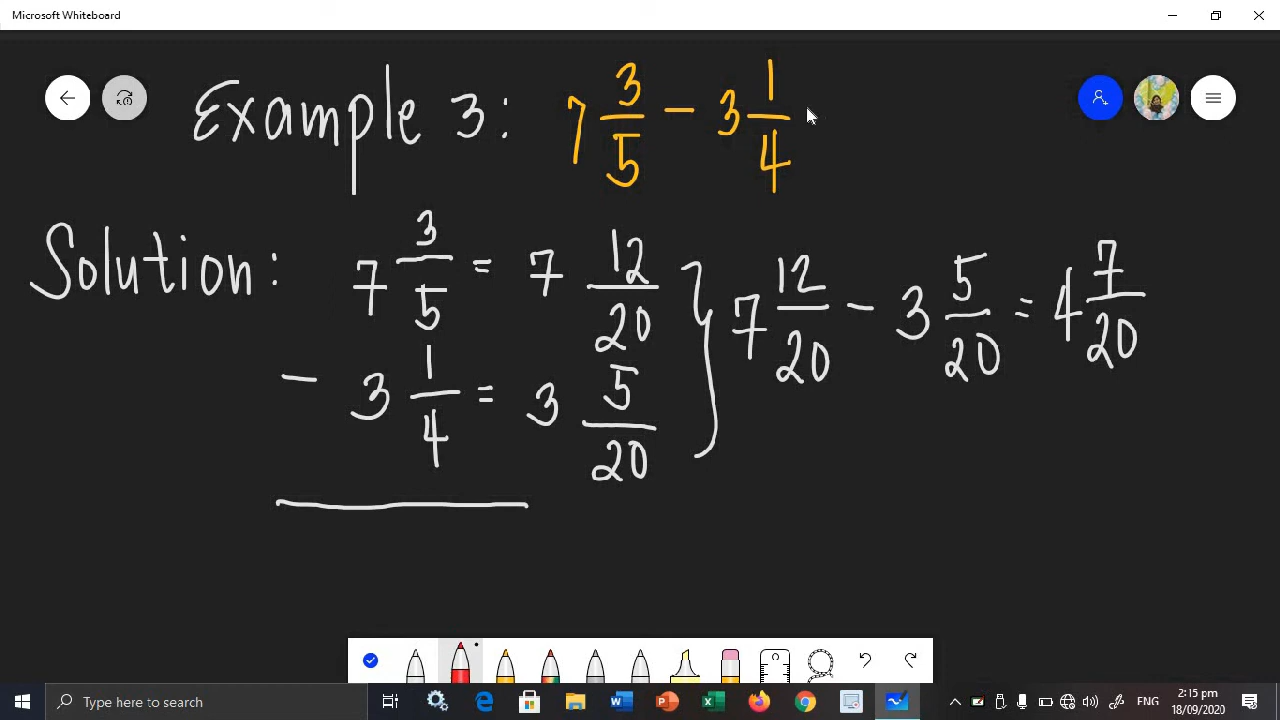 Microsoft Whiteboard
Example 3: 7 3/5 - 3 1/4
Solution: 7 3/5 = 7 12/20
- 3 1/4 = 3 5/20
} 7 12/20 - 3 5/20 = 4 7/20
Type here to search
ENG
2:15 pm
18/09/2020